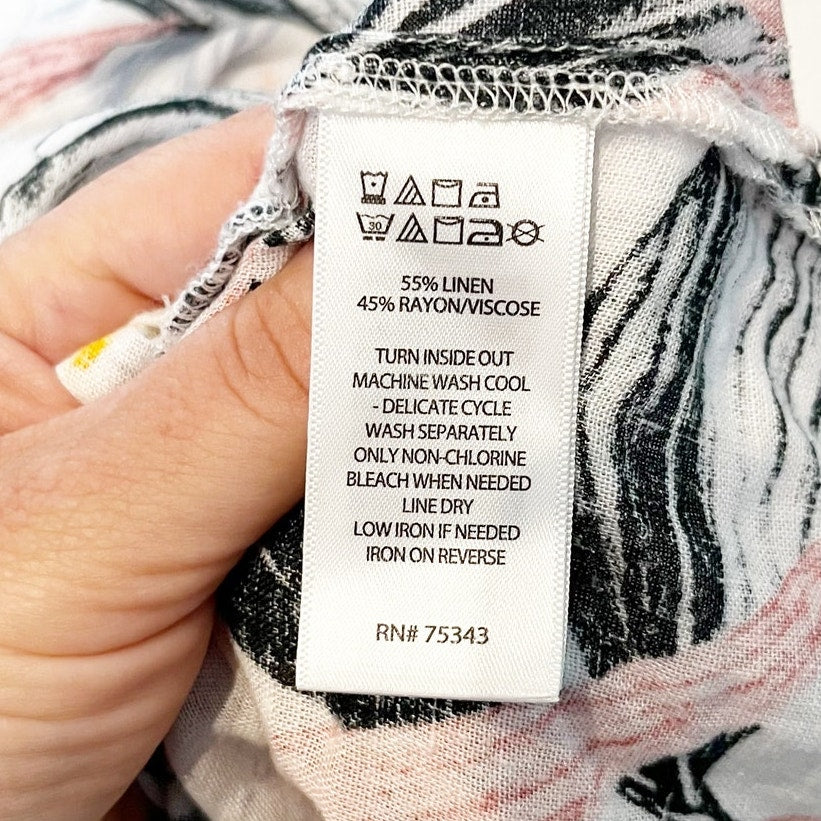 30
55% LINEN
45% RAYON/VISCOSE
TURN INSIDE OUT
MACHINE WASH COOL
- DELICATE CYCLE
WASH SEPARATELY
ONLY NON-CHLORINE
BLEACH WHEN NEEDED
LINE DRY
LOW IRON IF NEEDED
IRON ON REVERSE
RN# 75343